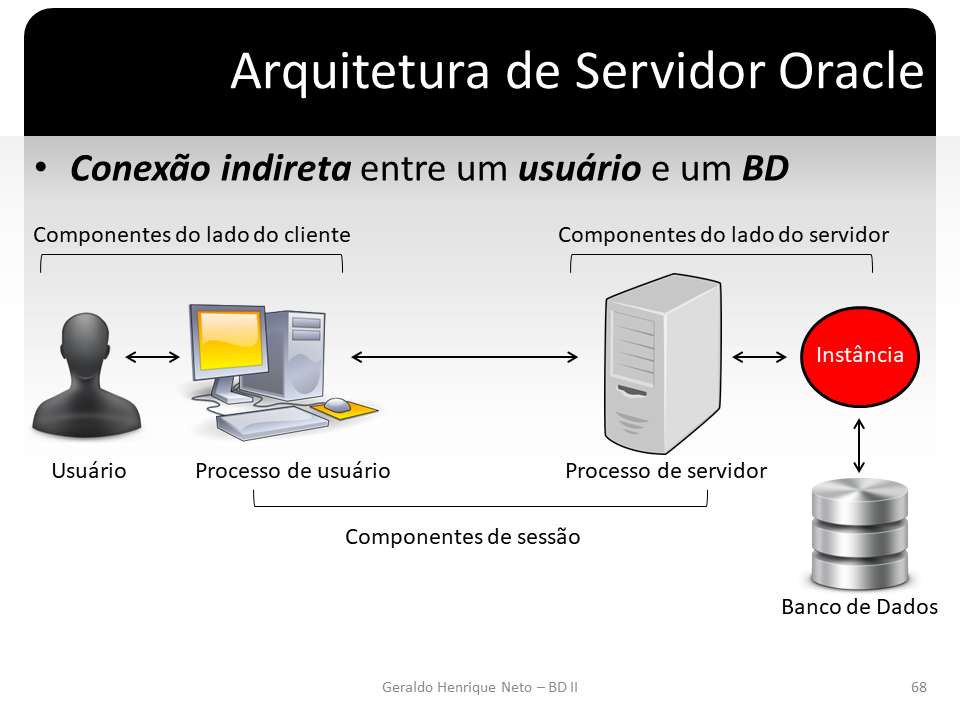 Arquitetura de Servidor Oracle
• Conexão indireta entre um usuário e um BD
Componentes do lado do cliente
Componentes do lado do servidor
Instância
Usuário
Processo de usuário
Processo de servidor
Componentes de sessão
Banco de Dados
Geraldo Henrique Neto – BD II
68